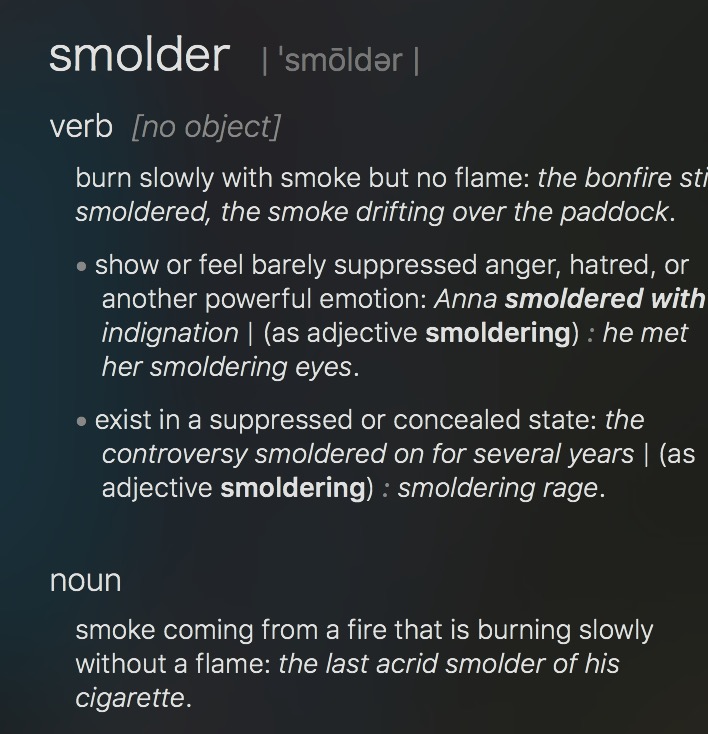 smolder | ˈsmōldər |
verb [no object]
burn slowly with smoke but no flame: the bonfire
smoldered, the smoke drifting over the paddock.
• show or feel barely suppressed anger, hatred, or
another powerful emotion: Anna smoldered with
indignation | (as adjective smoldering) : he met
her smoldering eyes.
• exist in a suppressed or concealed state: the
controversy smoldered on for several years | (as
adjective smoldering) : smoldering rage.
noun
smoke coming from a fire that is burning slowly
without a flame: the last acrid smolder of his
cigarette.